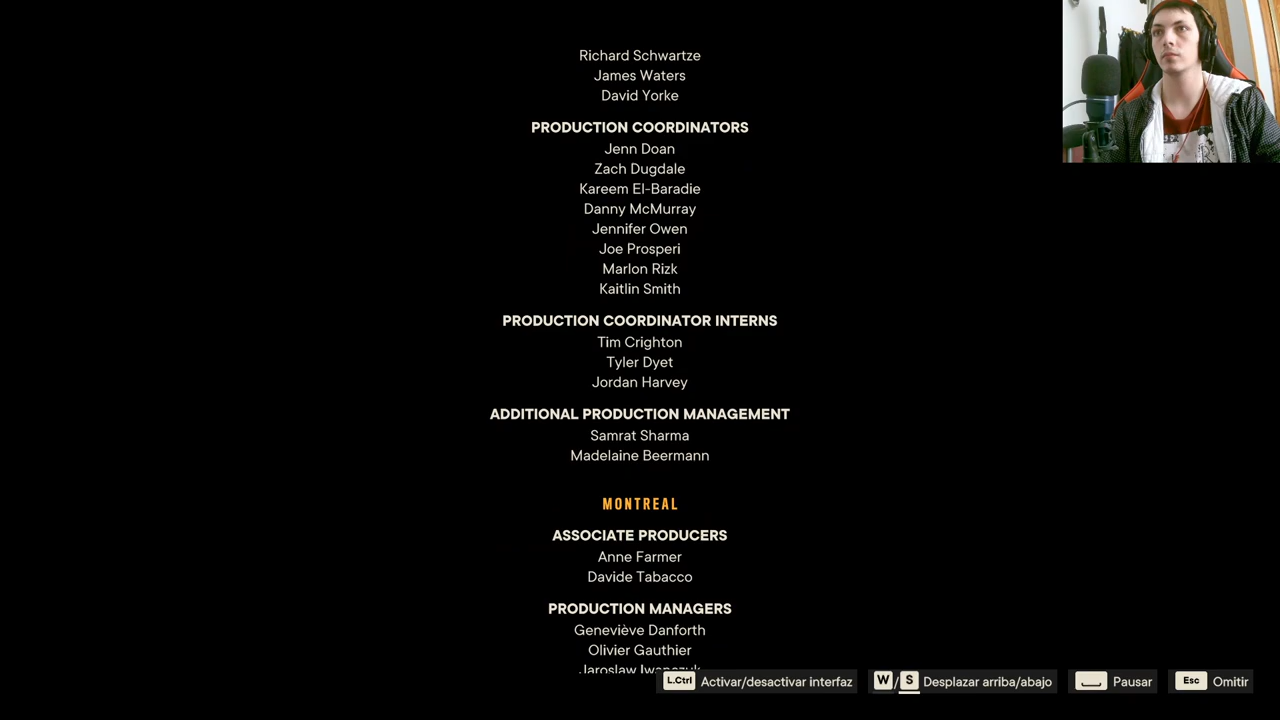 Richard Schwartze
James Waters
David Yorke
PRODUCTION COORDINATORS
Jenn Doan
Zach Dugdale
Kareem El-Baradie
Danny McMurray
Jennifer Owen
Joe Prosperi
Marlon Rizk
Kaitlin Smith
PRODUCTION COORDINATOR INTERNS
Tim Crighton
Tyler Dyet
Jordan Harvey
ADDITIONAL PRODUCTION MANAGEMENT
Samrat Sharma
Madelaine Beermann
MONTREAL
ASSOCIATE PRODUCERS
Anne Farmer
Davide Tabacco
PRODUCTION MANAGERS
Geneviève Danforth
Olivier Gauthier
Jaroslaw Iwanczuk
L.Ctrl Activar/desactivar interfaz W/S Desplazar arriba/abajo Pausar Esc Omitir